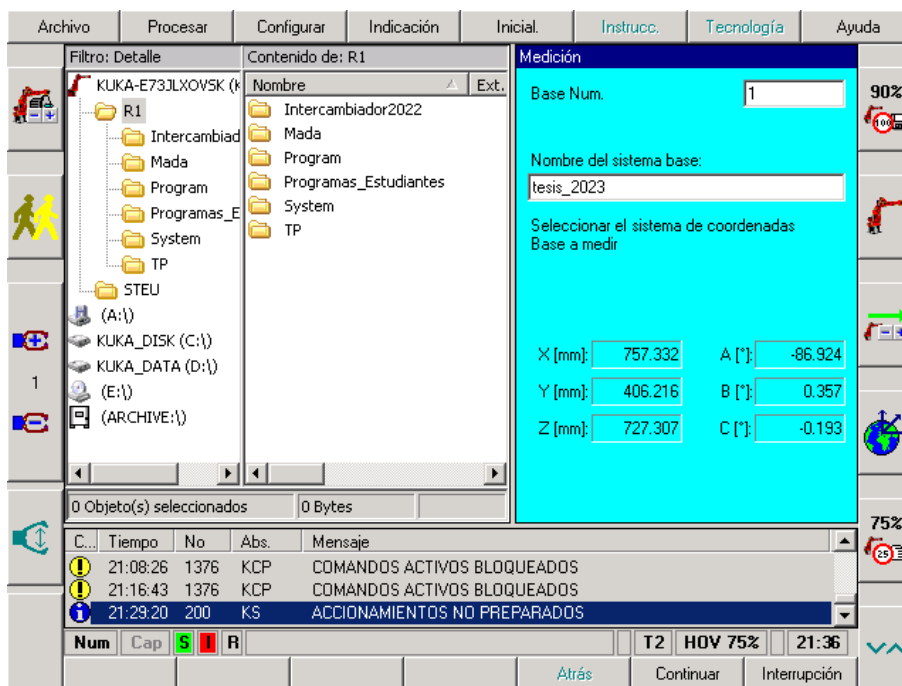 Archivo Procesar Configurar Indicación Inicial. Instrucc. Tecnología Ayuda
Filtro: Detalle
KUKA-E73JLXOVSK (K
R1
Intercambiad
Mada
Program
Programas_E
System
TP
STEU
(A:\)
KUKA_DISK (C:\)
KUKA_DATA (D:\)
(E:\)
(ARCHIVE:\)
Contenido de: R1
Nombre Ext.
Intercambiador2022
Mada
Program
Programas_Estudiantes
System
TP
0 Objeto(s) seleccionados 0 Bytes
Medición
Base Num. 1
Nombre del sistema base:
tesis_2023
Seleccionar el sistema de coordenadas
Base a medir
X [mm]: 757.332 A [°]: -86.924
Y [mm]: 406.216 B [°]: 0.357
Z [mm]: 727.307 C [°]: -0.193
1
90%
100
75%
25
C... Tiempo No Abs. Mensaje
21:08:26 1376 KCP COMANDOS ACTIVOS BLOQUEADOS
21:16:43 1376 KCP COMANDOS ACTIVOS BLOQUEADOS
21:29:20 200 KS ACCIONAMIENTOS NO PREPARADOS
Num Cap S I R T2 HOV 75% 21:36
Atrás Continuar Interrupción